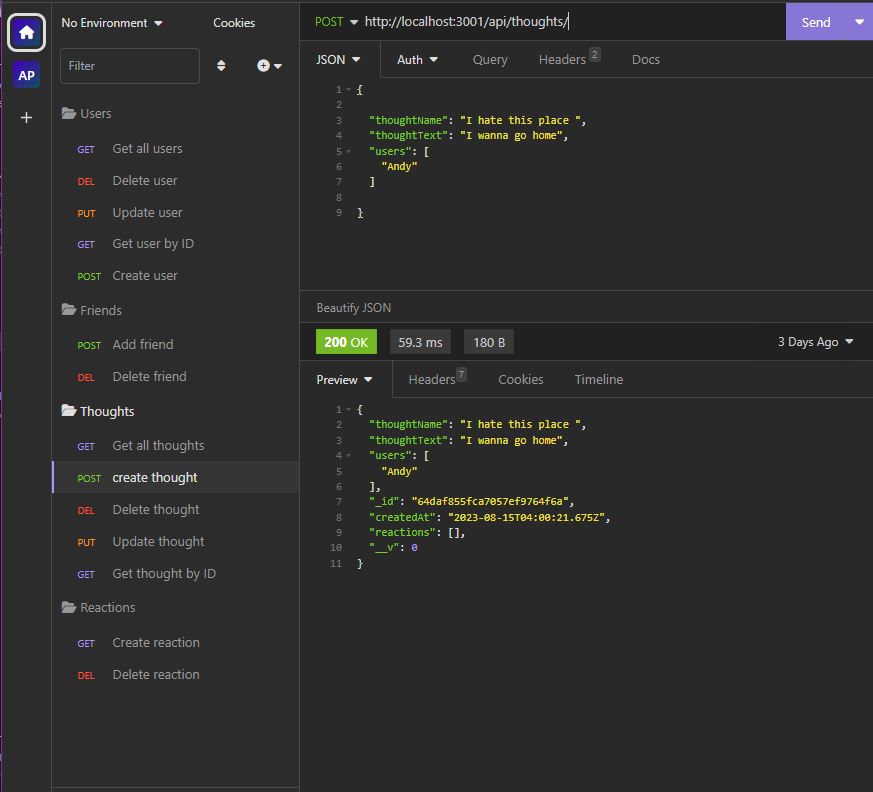 No Environment
Cookies
POST http://localhost:3001/api/thoughts/
Send
AP
Filter
JSON
Auth
Query
Headers 2
Docs
Users
GET Get all users
DEL Delete user
PUT Update user
GET Get user by ID
POST Create user
Friends
POST Add friend
DEL Delete friend
Thoughts
GET Get all thoughts
POST create thought
DEL Delete thought
PUT Update thought
GET Get thought by ID
Reactions
GET Create reaction
DEL Delete reaction
1 {
2
3 "thoughtName": "I hate this place ",
4 "thoughtText": "I wanna go home",
5 "users": [
6 "Andy"
7 ]
8
9 }
Beautify JSON
200 OK
59.3 ms
180 B
3 Days Ago
Preview
Headers 7
Cookies
Timeline
1 {
2 "thoughtName": "I hate this place ",
3 "thoughtText": "I wanna go home",
4 "users": [
5 "Andy"
6 ],
7 "_id": "64daf855fca7057ef9764f6a",
8 "createdAt": "2023-08-15T04:00:21.675Z",
9 "reactions": [],
10 "__v": 0
11 }